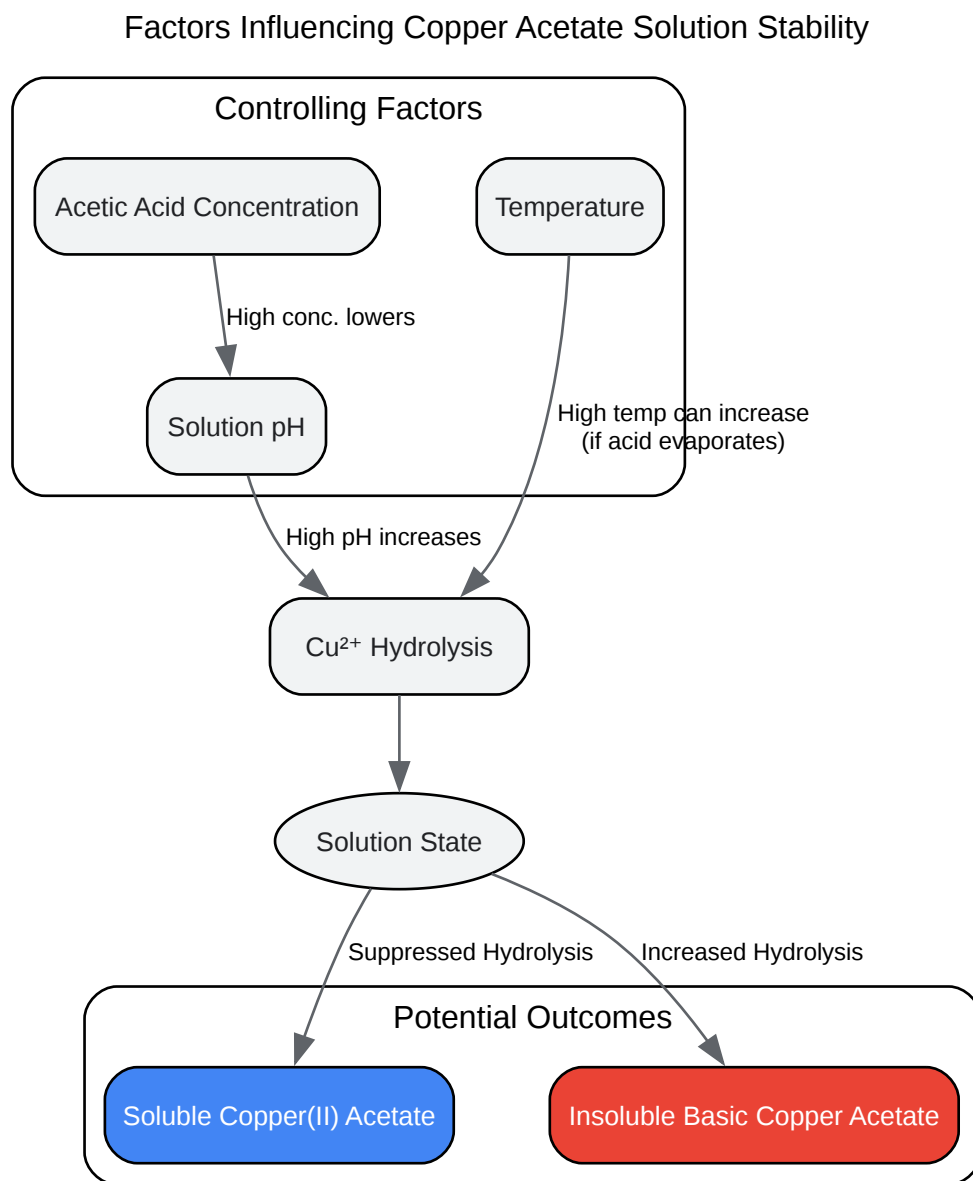 Factors Influencing Copper Acetate Solution Stability
Controlling Factors
Acetic Acid Concentration
Temperature
High conc. lowers
Solution pH
High temp can increase
(if acid evaporates)
High pH increases
Cu²⁺ Hydrolysis
Solution State
Suppressed Hydrolysis
Increased Hydrolysis
Potential Outcomes
Soluble Copper(II) Acetate
Insoluble Basic Copper Acetate